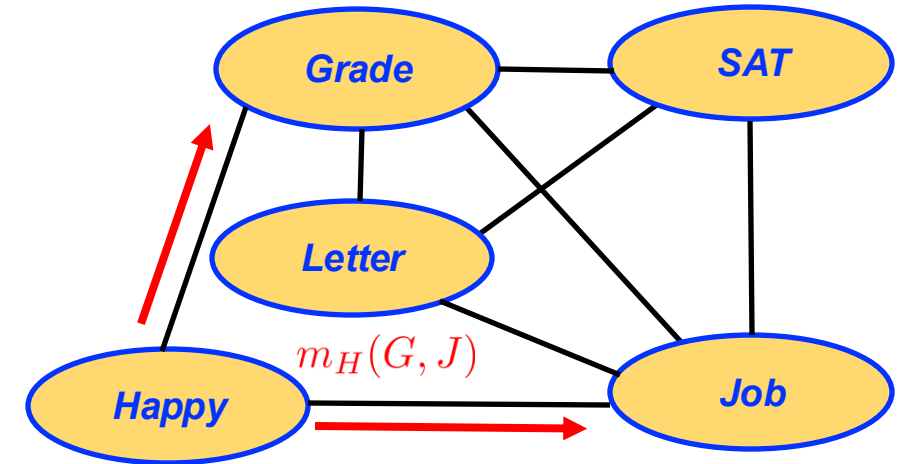 Grade
SAT
Letter
m_H(G, J)
Happy
Job